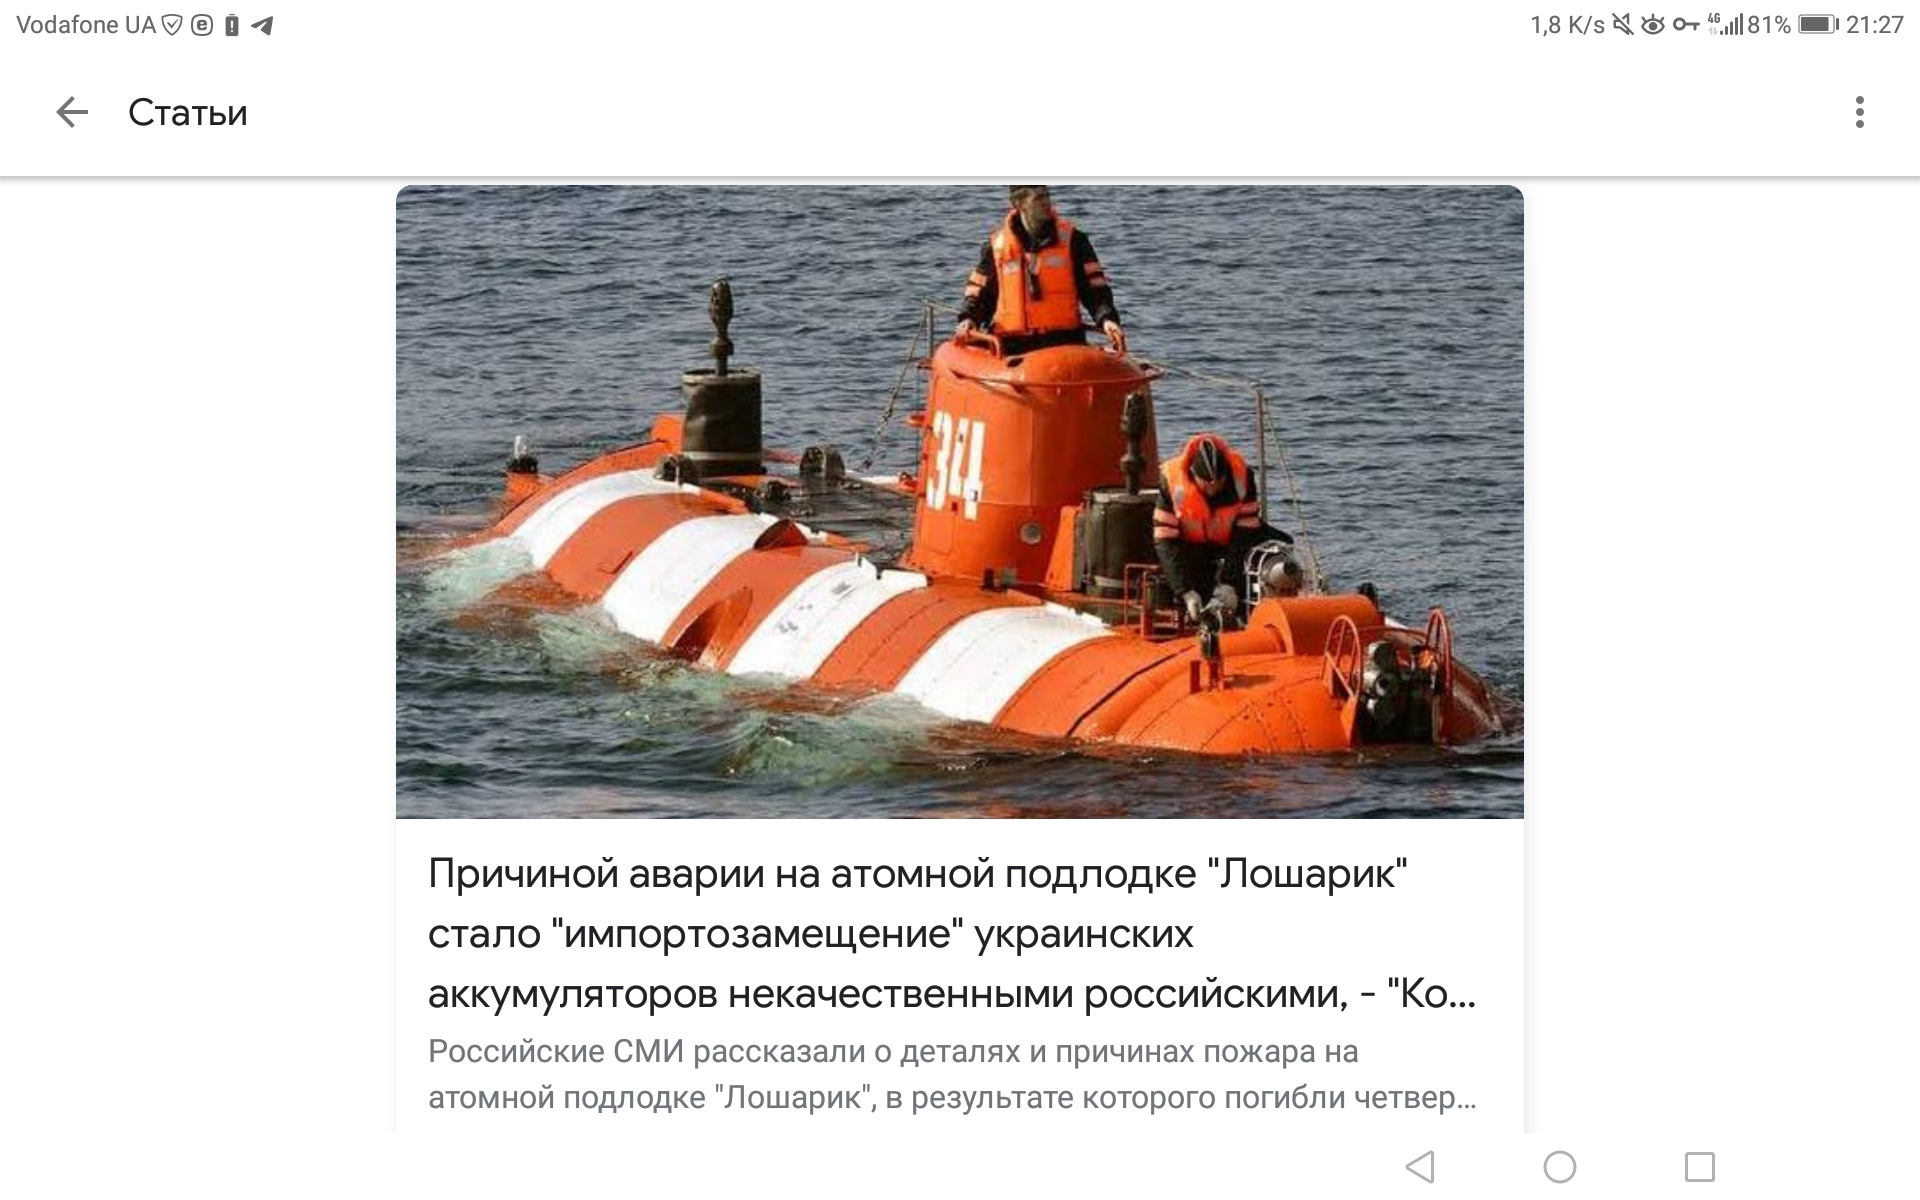 Vodafone UA 1,8 K/s 4G 81% 21:27
Статьи
34
Причиной аварии на атомной подлодке "Лошарик"
стало "импортозамещение" украинских
аккумуляторов некачественными российскими, - "Ко...
Российские СМИ рассказали о деталях и причинах пожара на
атомной подлодке "Лошарик", в результате которого погибли четвер...